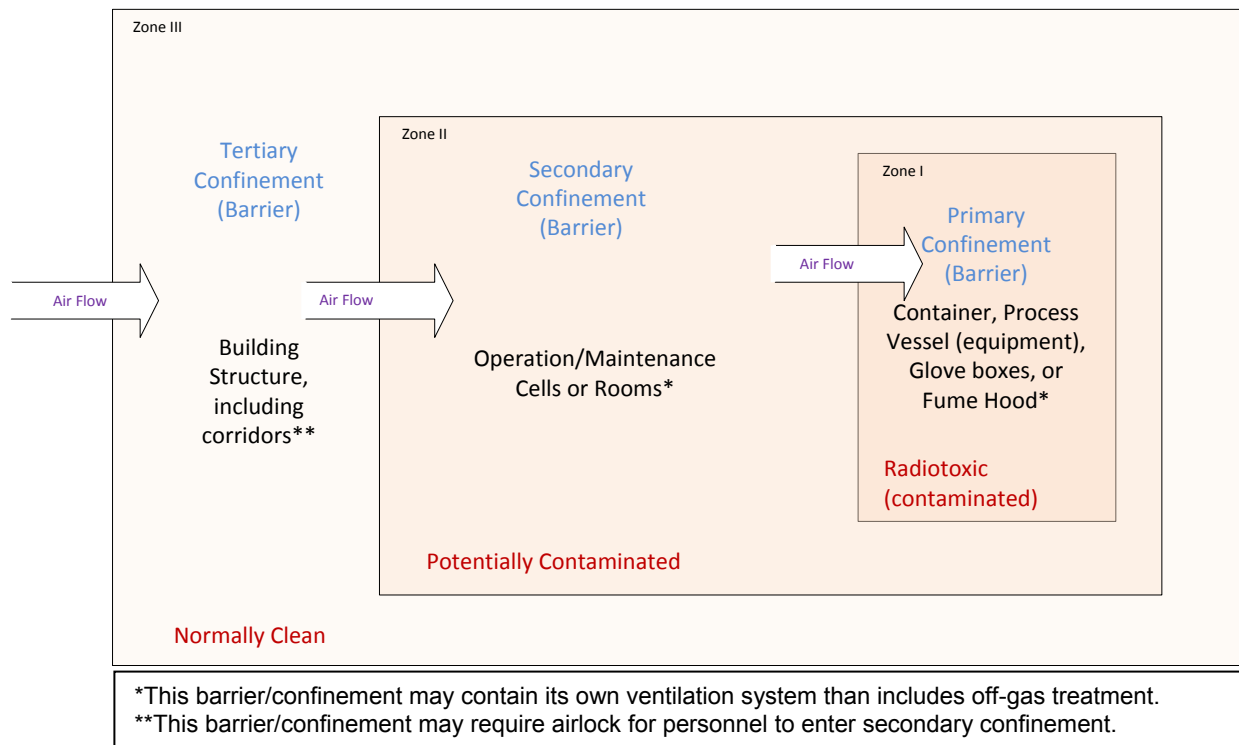 Zone III
Zone II
Zone I
Tertiary
Confinement
(Barrier)
Secondary
Confinement
(Barrier)
Primary
Confinement
(Barrier)
Air Flow
Air Flow
Air Flow
Building
Structure,
including
corridors**
Operation/Maintenance
Cells or Rooms*
Container, Process
Vessel (equipment),
Glove boxes, or
Fume Hood*
Radiotoxic
(contaminated)
Potentially Contaminated
Normally Clean
*This barrier/confinement may contain its own ventilation system than includes off-gas treatment.
**This barrier/confinement may require airlock for personnel to enter secondary confinement.